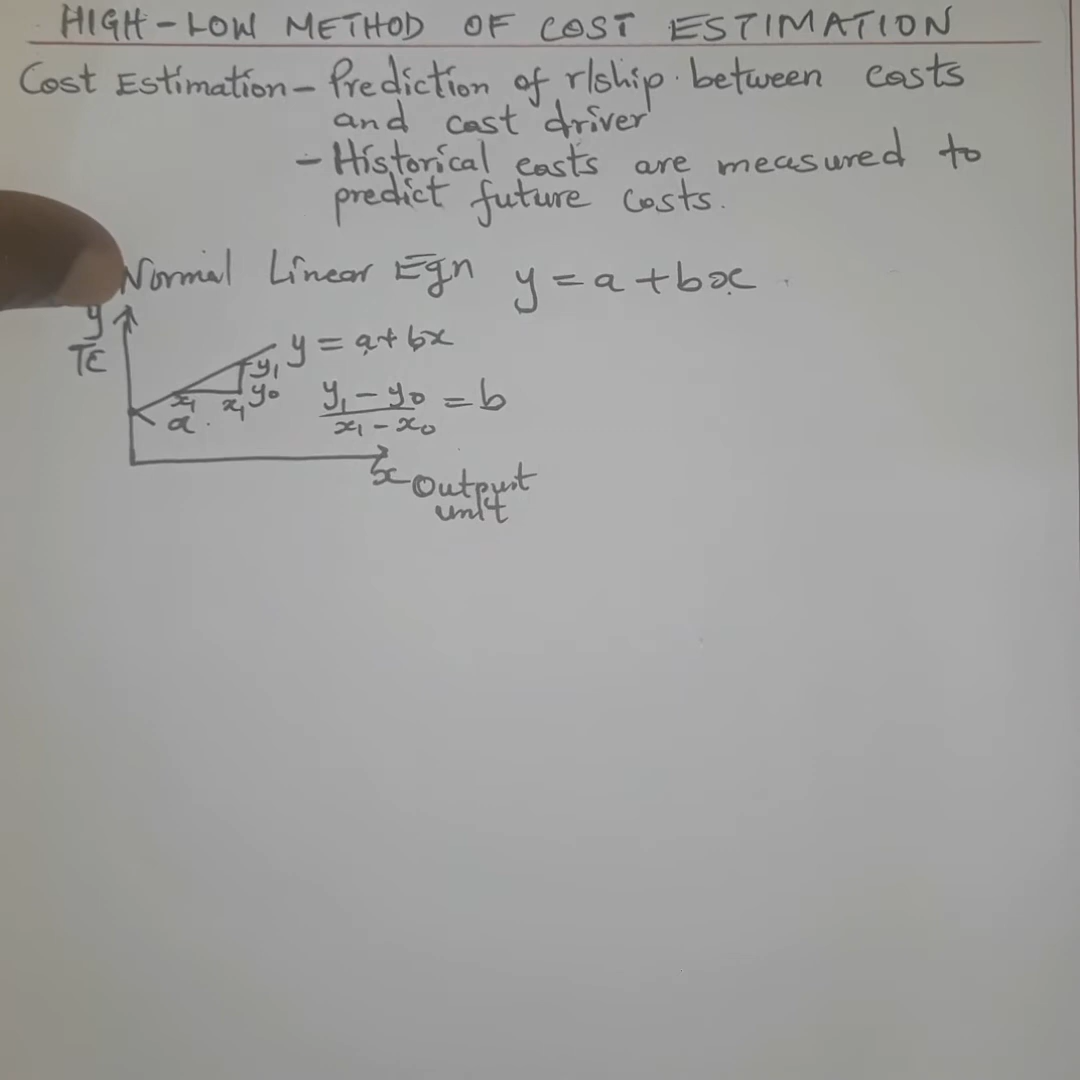 HIGH-LOW METHOD OF COST ESTIMATION
Cost Estimation – Prediction of r/ship between costs
and cost driver
– Historical costs are measured to
predict future costs.
Normal Linear Eqn y = a + bx
y
TC
y = a + bx
y1
x1 x1 y0
a
y1 – y0 = b
x1 – x0
x Output
unit